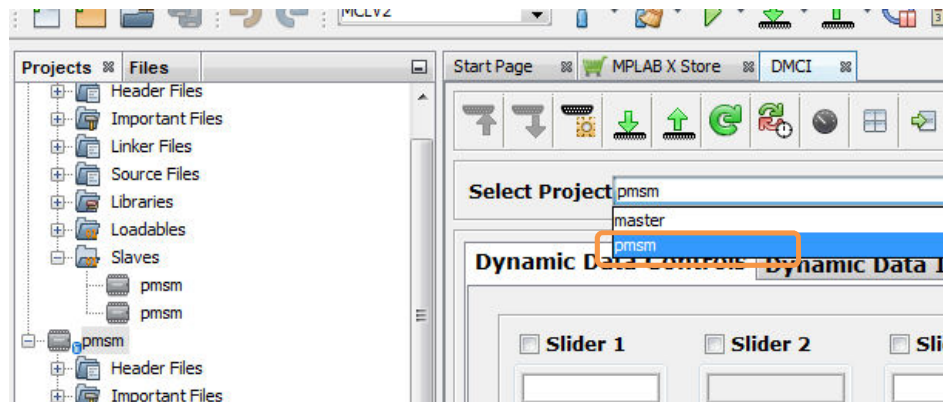 MCLV2
Projects Files
Header Files
Important Files
Linker Files
Source Files
Libraries
Loadables
Slaves
pmsm
pmsm
pmsm
Header Files
Important Files
Start Page MPLAB X Store DMCI
Select Project pmsm
master
pmsm
Dynamic Data Controls Dynamic Data I
Slider 1 Slider 2 Sli